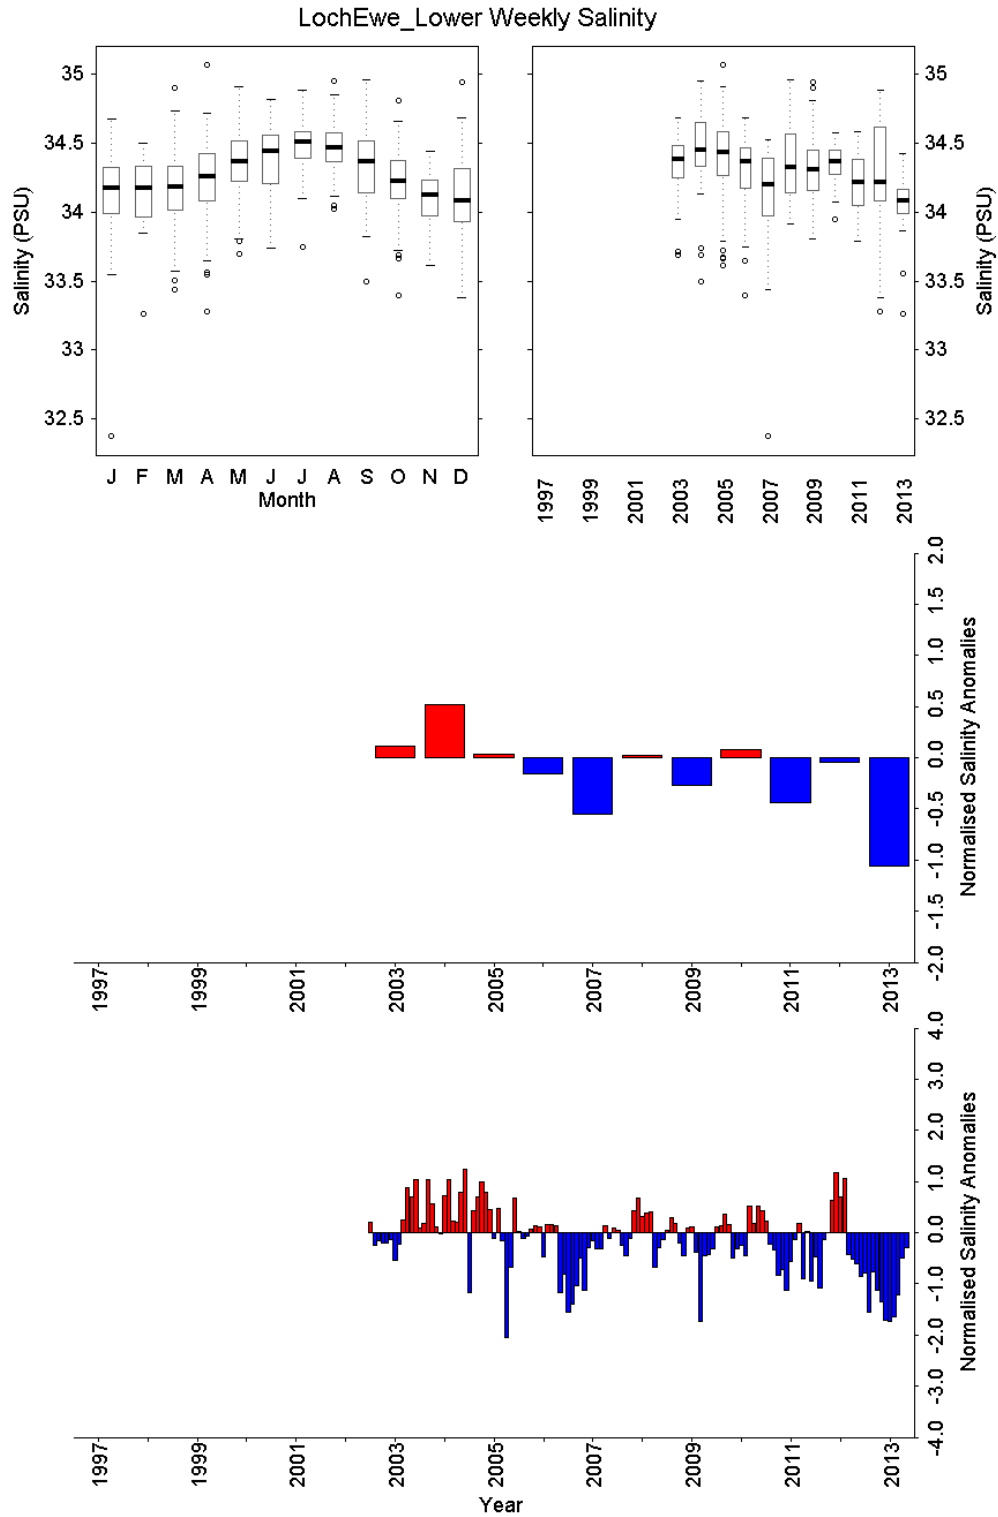 LochEwe_Lower Weekly Salinity
Salinity (PSU)
35
34.5
34
33.5
33
32.5
J F M A M J J A S O N D
Month
35
34.5
34
33.5
33
32.5
Salinity (PSU)
1997 1999 2001 2003 2005 2007 2009 2011 2013
2.0
1.5
1.0
0.5
0.0
-0.5
-1.0
-1.5
-2.0
Normalised Salinity Anomalies
1997 1999 2001 2003 2005 2007 2009 2011 2013
4.0
3.0
2.0
1.0
0.0
-1.0
-2.0
-3.0
-4.0
Normalised Salinity Anomalies
1997 1999 2001 2003 2005 2007 2009 2011 2013
Year